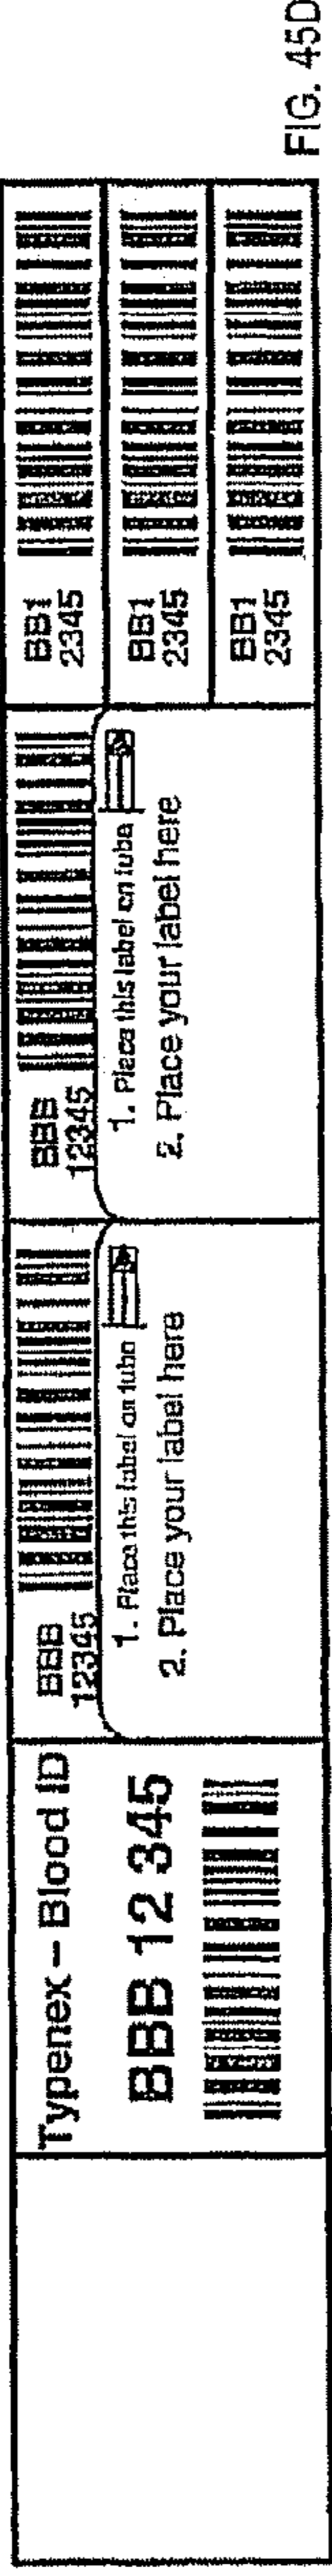 Typenex – Blood ID
BBB 12 345
BBB
12345
1. Place this label on tube
2. Place your label here
BBB
12345
1. Place this label on tube
2. Place your label here
BB1
2345
BB1
2345
BB1
2345
FIG. 45D